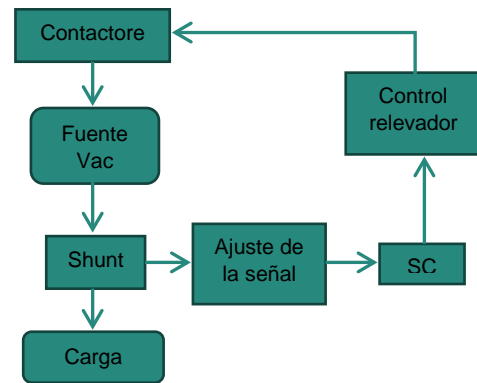 Contactore
Fuente
Vac
Shunt
Carga
Ajuste de
la señal
SC
Control
relevador